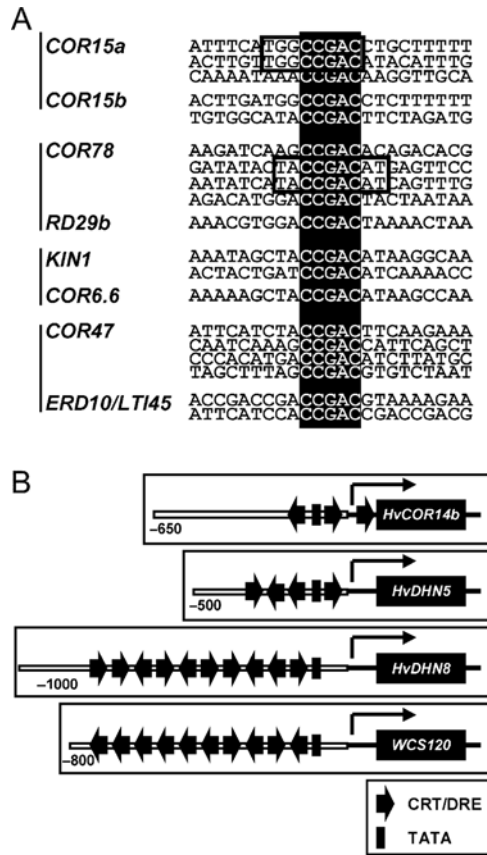 A
COR15a ATTTCATGGCCGACCTGCTTTTT
ACTTGTTGGCCGACATACATTTG
CAAAATAAACCGACAAGGTTGCA
COR15b ACTTGATGGCCGACCTCTTTTTT
TGTGGCATACCGACTTCTAGATG
COR78 AAGATCAAGCCGACACAGACACG
GATATACTACCGACATGAGTTCC
AATATCATACCGACATCAGTTTG
AGACATGGACCGACTACTAATAA
RD29b AAACGTGGACCGACTAAAACTAA
KIN1 AAATAGCTACCGACATAAGGCAA
ACTACTGATCCGACATCAAAACC
COR6.6 AAAAAGCTACCGACATAAGCCAA
COR47 ATTCATCTACCGACTTCAAGAAA
CAATCAAAGCCGACCATTCAGCT
CCCACATGACCGACATCTTATGC
TAGCTTTAGCCGACGTGTCTAAT
ERD10/LTI45 ACCGACCGACCGACGTAAAAGAA
ATTCATCCACCGACCGACCGACG
B
HvCOR14b
–650
HvDHN5
–500
HvDHN8
–1000
WCS120
–800
CRT/DRE
TATA